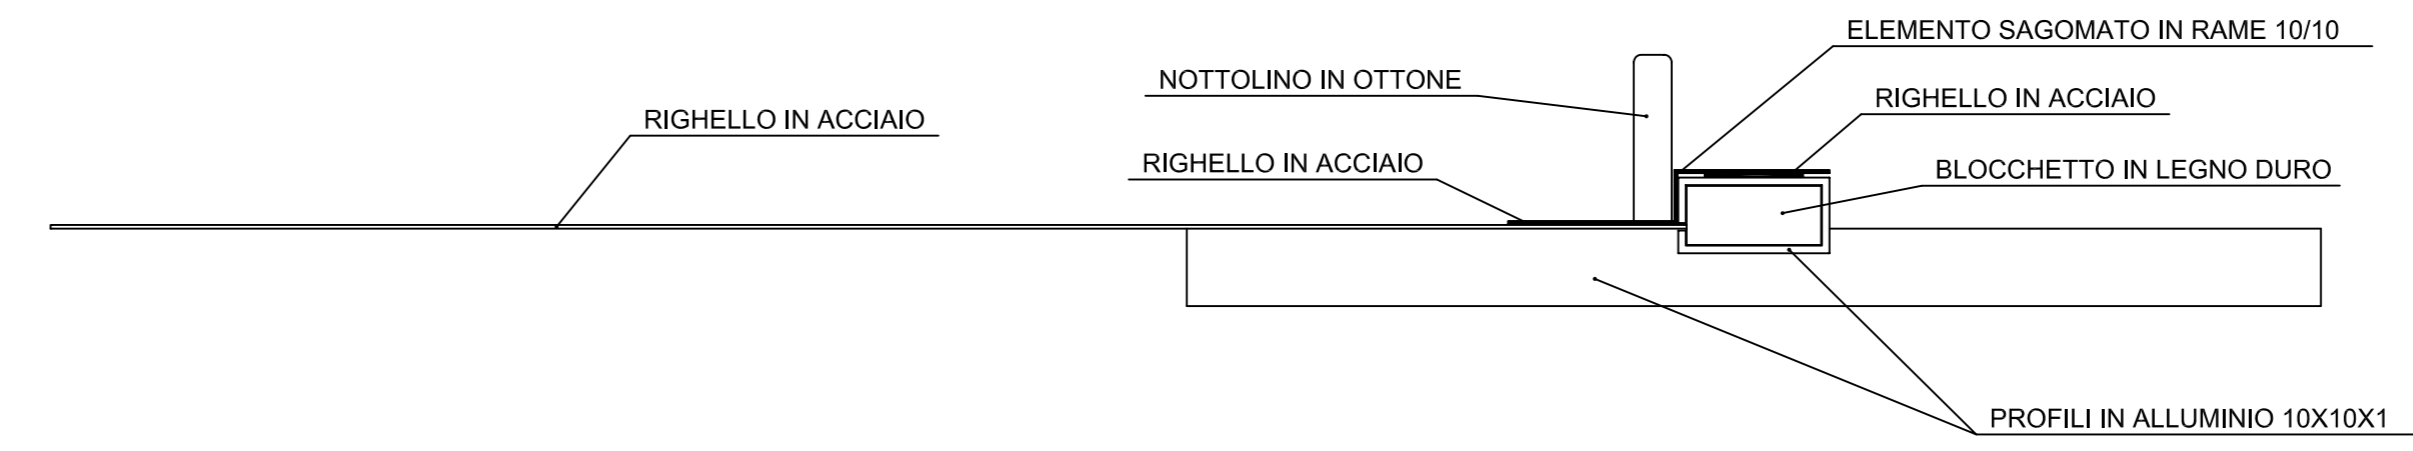 ELEMENTO SAGOMATO IN RAME 10/10
NOTTOLINO IN OTTONE
RIGHELLO IN ACCIAIO
RIGHELLO IN ACCIAIO
RIGHELLO IN ACCIAIO
BLOCCHETTO IN LEGNO DURO
PROFILI IN ALLUMINIO 10X10X1